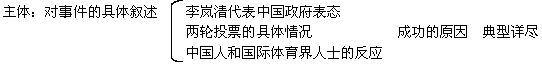 李岚清代表中国政府表态
主体：对事件的具体叙述 两轮投票的具体情况 成功的原因 典型详尽
中国人和国际体育界人士的反应